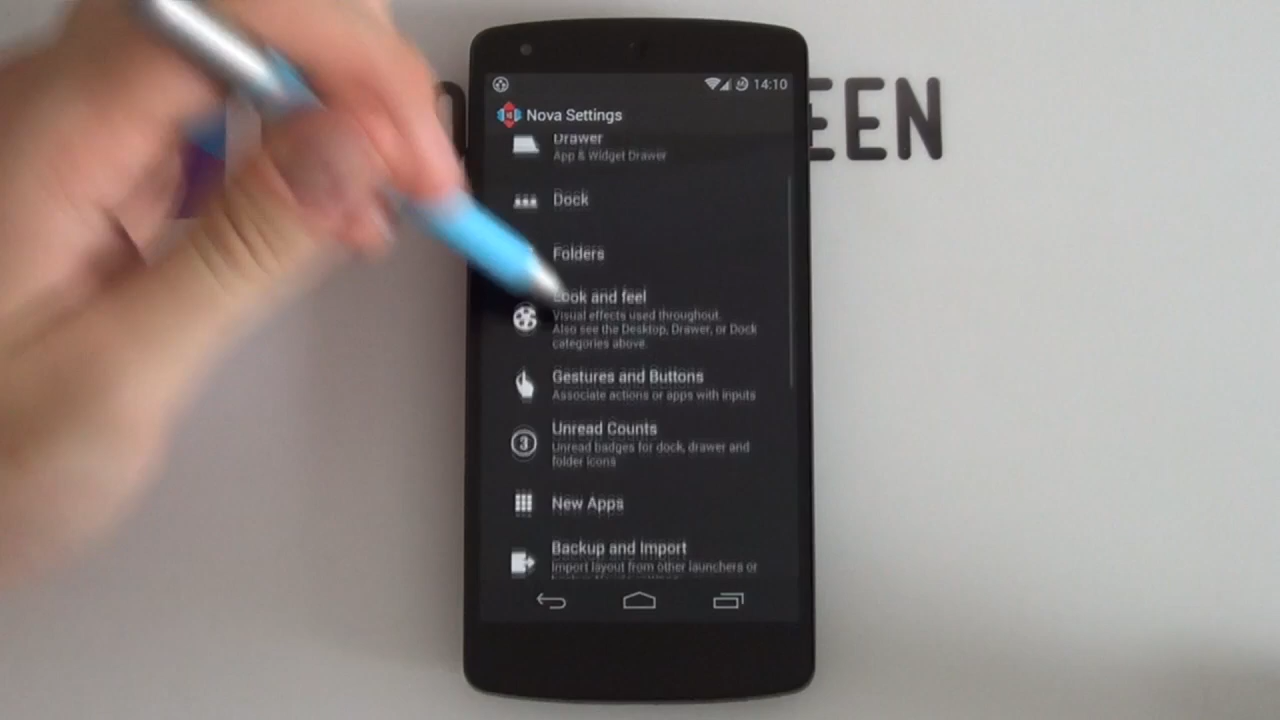 EEN
14:10
Nova Settings
Drawer
App & Widget Drawer
Dock
Folders
Look and feel
Visual effects used throughout.
Also see the Desktop, Drawer, or Dock
categories above.
Gestures and Buttons
Associate actions or apps with inputs
Unread Counts
3
Unread badges for dock, drawer and
folder icons
New Apps
Backup and Import
Import layout from other launchers or